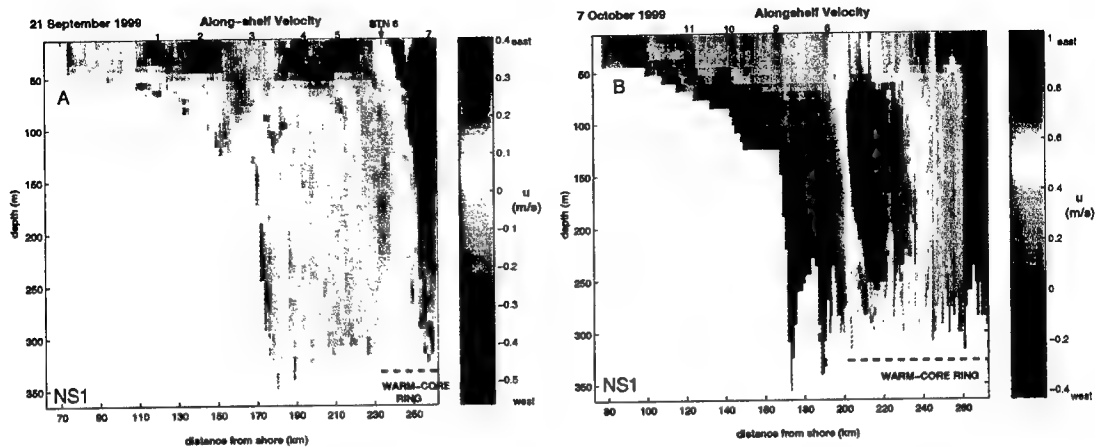 21 September 1999 Along-shelf Velocity STN 6
1 2 3 4 5 7
A
50
100
150
200
250
300
350
depth (m)
NS1
WARM-CORE RING
70 90 110 130 150 170 190 210 230 250
distance from shore (km)
0.4 east
0.3
0.2
0.1
0
-0.1
-0.2
-0.3
-0.4
-0.5 west
u (m/s)
7 October 1999 Alongshelf Velocity
11 10 9
B
50
100
150
200
250
300
350
depth (m)
NS1
WARM-CORE RING
80 100 120 140 160 180 200 220 240 260
distance from shore (km)
1 east
0.8
0.6
0.4
0.2
0
-0.2
-0.4 west
u (m/s)